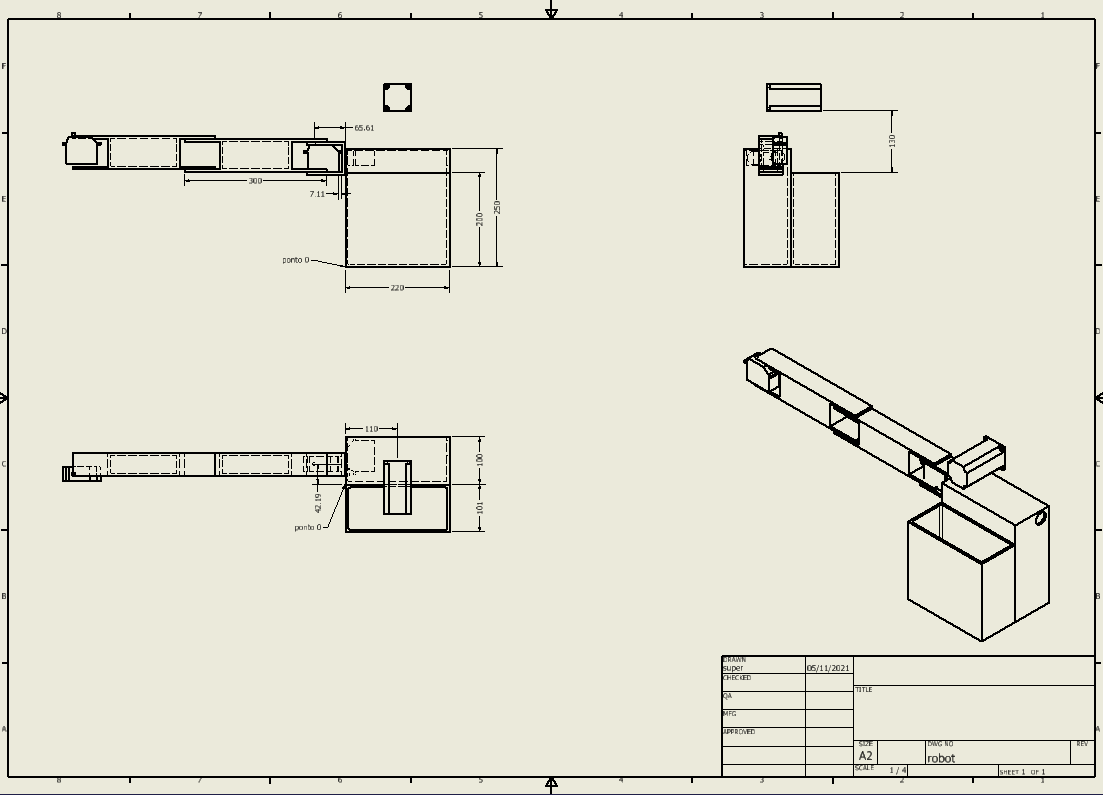 8 7 6 5 4 3 2 1
F F
65.61
130
300
7.11
200
250
E E
ponto 0
220
D D
110
C C
100
42.19
101
ponto 0
B B
DRAWN
super 05/11/2021
CHECKED
QA
TITLE
MFG
A A
APPROVED
SIZE DWG NO REV
A2 robot
SCALE 1 / 4
SHEET 1 OF 1
8 7 6 5 4 3 2 1